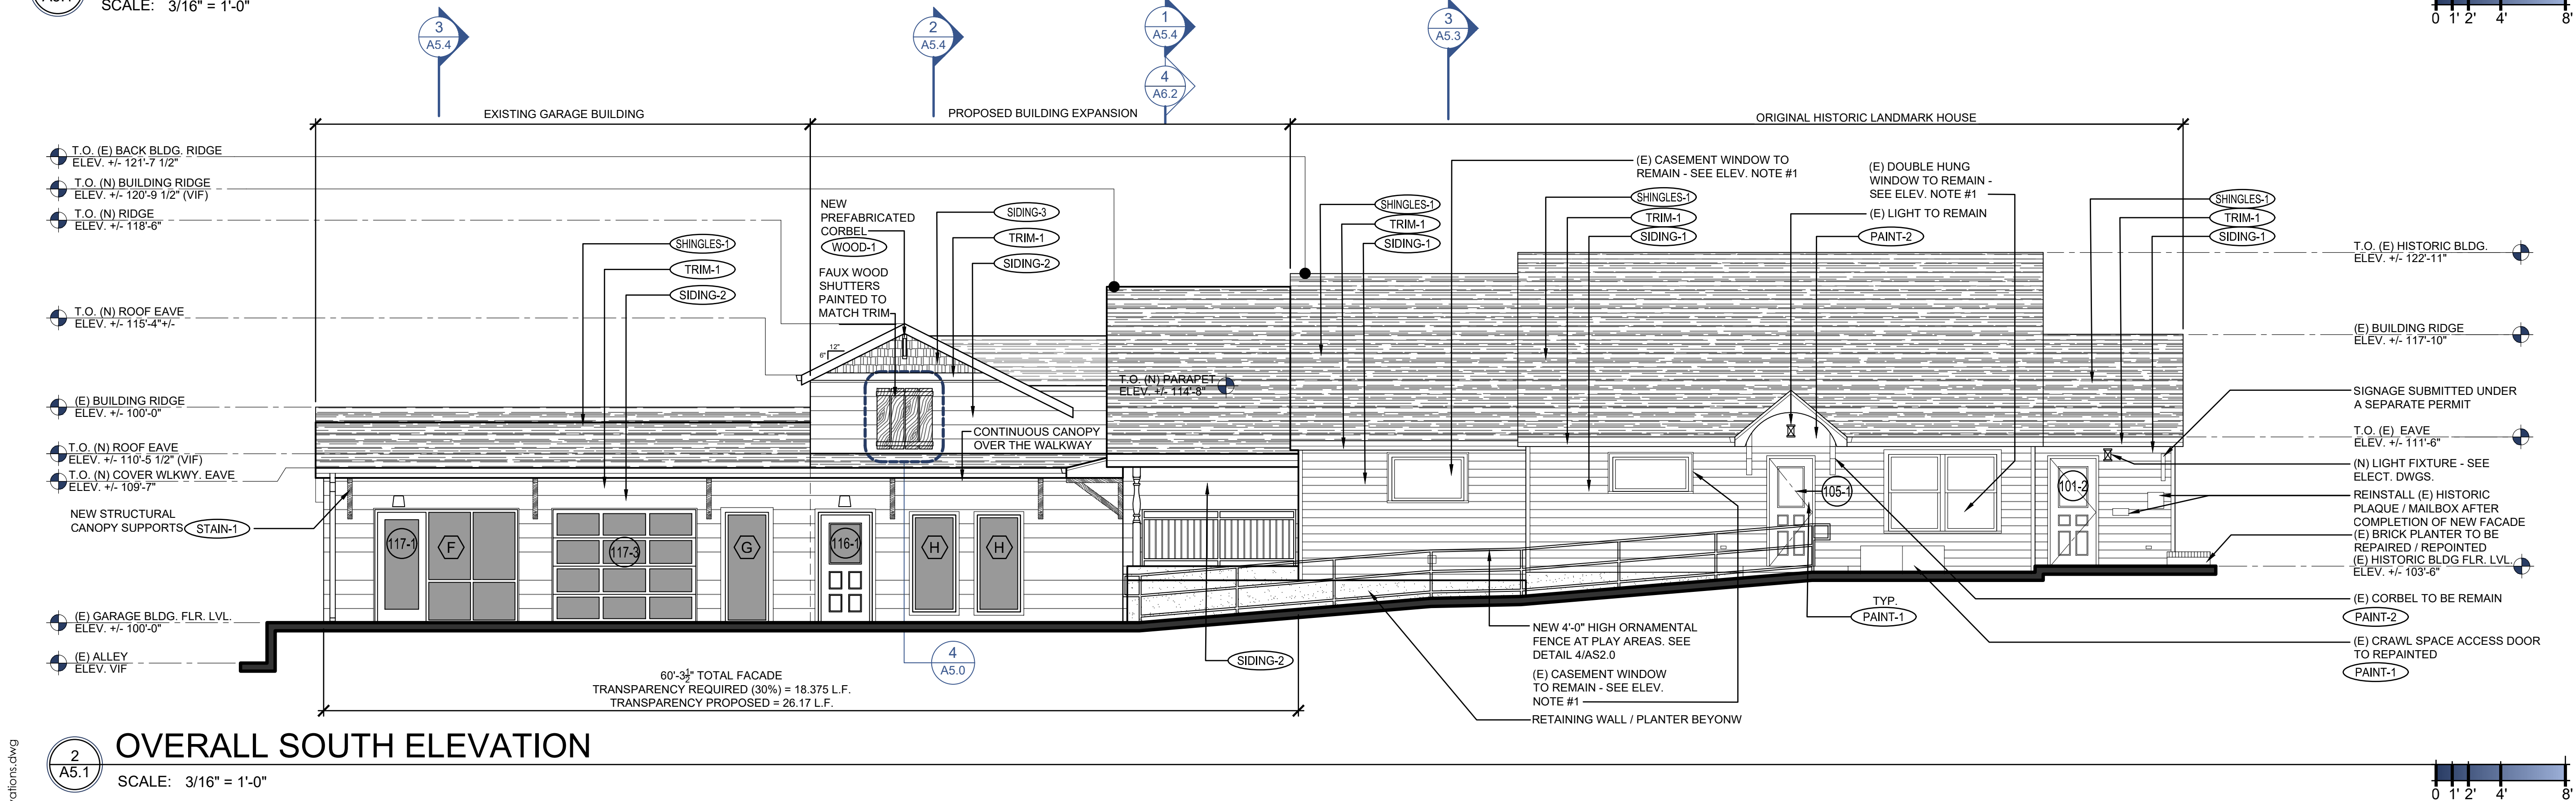 SCALE: 3/16" = 1'-0"
0 1' 2' 4' 8'
3
A5.4
2
A5.4
1
A5.4
4
A6.2
3
A5.3
EXISTING GARAGE BUILDING
PROPOSED BUILDING EXPANSION
ORIGINAL HISTORIC LANDMARK HOUSE
T.O. (E) BACK BLDG. RIDGE
ELEV. +/- 121'-7 1/2"
T.O. (N) BUILDING RIDGE
ELEV. +/- 120'-9 1/2" (VIF)
T.O. (N) RIDGE
ELEV. +/- 118'-6"
T.O. (N) ROOF EAVE
ELEV. +/- 115'-4"+/-
(E) BUILDING RIDGE
ELEV. +/- 100'-0"
T.O. (N) ROOF EAVE
ELEV. +/- 110'-5 1/2" (VIF)
T.O. (N) COVER WLKWY. EAVE
ELEV. +/- 109'-7"
NEW STRUCTURAL
CANOPY SUPPORTS
STAIN-1
(E) GARAGE BLDG. FLR. LVL.
ELEV. +/- 100'-0"
(E) ALLEY
ELEV. VIF
SHINGLES-1
TRIM-1
SIDING-2
NEW
PREFABRICATED
CORBEL
WOOD-1
FAUX WOOD
SHUTTERS
PAINTED TO
MATCH TRIM
12"
6"
SIDING-3
TRIM-1
SIDING-2
CONTINUOUS CANOPY
OVER THE WALKWAY
T.O. (N) PARAPET
ELEV. +/- 114'-8"
SHINGLES-1
TRIM-1
SIDING-1
(E) CASEMENT WINDOW TO
REMAIN - SEE ELEV. NOTE #1
SHINGLES-1
TRIM-1
SIDING-1
(E) DOUBLE HUNG
WINDOW TO REMAIN -
SEE ELEV. NOTE #1
(E) LIGHT TO REMAIN
PAINT-2
SHINGLES-1
TRIM-1
SIDING-1
T.O. (E) HISTORIC BLDG.
ELEV. +/- 122'-11"
(E) BUILDING RIDGE
ELEV. +/- 117'-10"
SIGNAGE SUBMITTED UNDER
A SEPARATE PERMIT
T.O. (E) EAVE
ELEV. +/- 111'-6"
(N) LIGHT FIXTURE - SEE
ELECT. DWGS.
REINSTALL (E) HISTORIC
PLAQUE / MAILBOX AFTER
COMPLETION OF NEW FACADE
(E) BRICK PLANTER TO BE
REPAIRED / REPOINTED
(E) HISTORIC BLDG FLR. LVL.
ELEV. +/- 103'-6"
(E) CORBEL TO BE REMAIN
PAINT-2
(E) CRAWL SPACE ACCESS DOOR
TO REPAINTED
PAINT-1
117-1
F
117-3
G
116-1
H
H
105-1
101-2
TYP.
PAINT-1
4
A5.0
SIDING-2
NEW 4'-0" HIGH ORNAMENTAL
FENCE AT PLAY AREAS. SEE
DETAIL 4/AS2.0
(E) CASEMENT WINDOW
TO REMAIN - SEE ELEV.
NOTE #1
RETAINING WALL / PLANTER BEYONW
60'-3½" TOTAL FACADE
TRANSPARENCY REQUIRED (30%) = 18.375 L.F.
TRANSPARENCY PROPOSED = 26.17 L.F.
2
A5.1
OVERALL SOUTH ELEVATION
SCALE: 3/16" = 1'-0"
0 1' 2' 4' 8'
vations.dwg